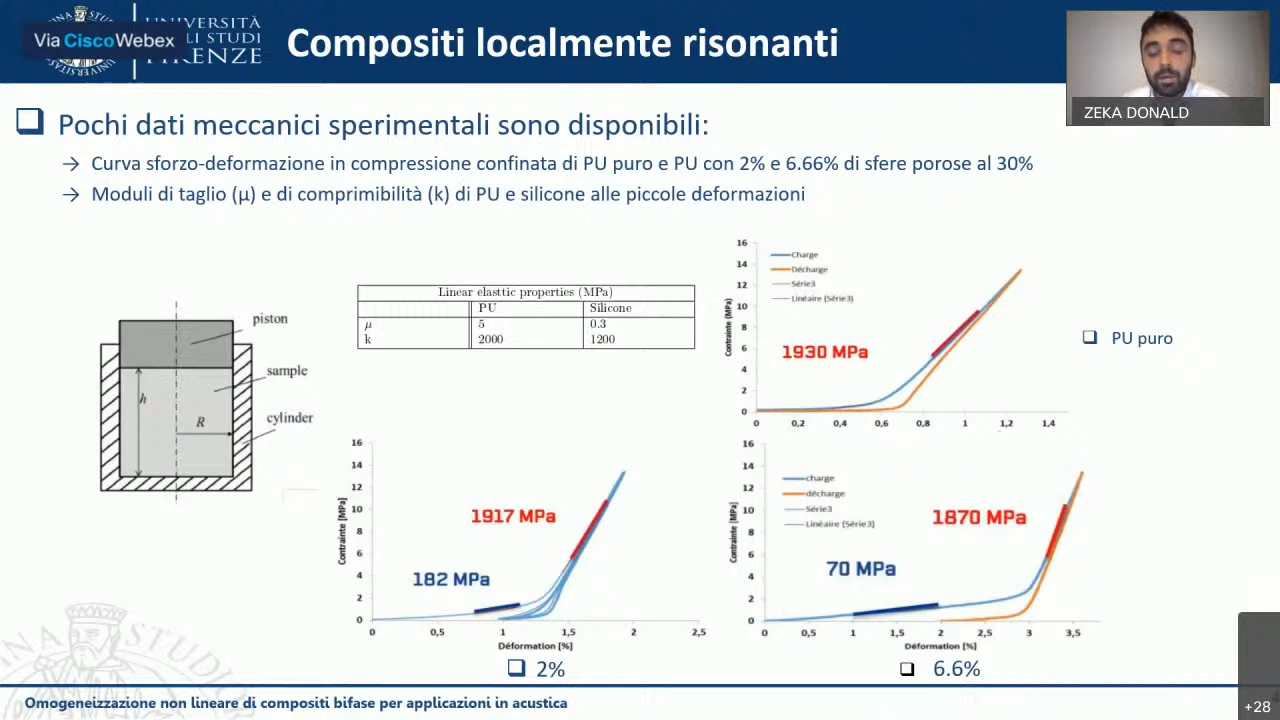 Via Cisco Webex
UNIVERSITÀ
DEGLI STUDI
FIRENZE
Compositi localmente risonanti
ZEKA DONALD
Pochi dati meccanici sperimentali sono disponibili:
→ Curva sforzo-deformazione in compressione confinata di PU puro e PU con 2% e 6.66% di sfere porose al 30%
→ Moduli di taglio (μ) e di comprimibilità (k) di PU e silicone alle piccole deformazioni
piston
sample
cylinder
h
R
Linear elasttic properties (MPa)
PU Silicone
μ 5 0.3
k 2000 1200
Contrainte (MPa)
16
14
12
10
8
6
4
2
0
0 0,2 0,4 0,6 0,8 1 1,2 1,4
Charge
Décharge
Série3
Linéaire (Série3)
1930 MPa
PU puro
Contrainte [MPa]
16
14
12
10
8
6
4
2
0
0 0,5 1 1,5 2 2,5
Déformation [%]
1917 MPa
182 MPa
2%
Contrainte [MPa]
16
14
12
10
8
6
4
2
0
0 0,5 1 1,5 2 2,5 3 3,5
Déformation [%]
charge
décharge
Série3
Linéaire (Série3)
1870 MPa
70 MPa
6.6%
Omogeneizzazione non lineare di compositi bifase per applicazioni in acustica
+28